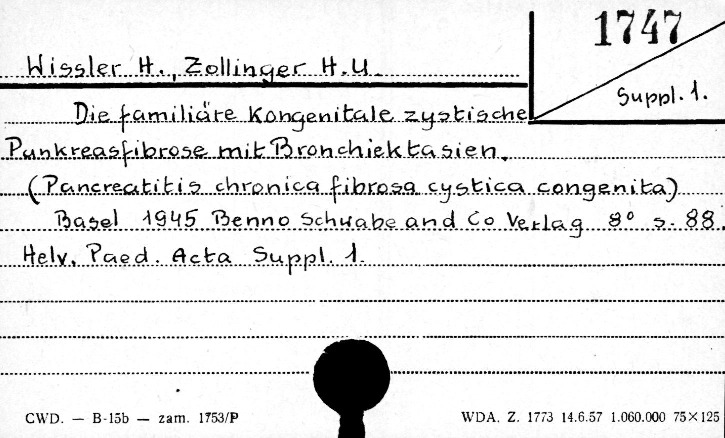 1747
Suppl. 1.
Wissler H., Zollinger H.U.
Die familiäre Kongenitale zystische
Pankreasfibrose mit Bronchiektasien.
(Pancreatitis chronica fibrosa cystica congenita)
Basel 1945 Benno Schwabe and Co Verlag 8° s. 88.
Helv. Paed. Acta Suppl. 1.
CWD. — B-15b — zam. 1753/P
WDA. Z. 1773 14.6.57 1.060.000 75×125